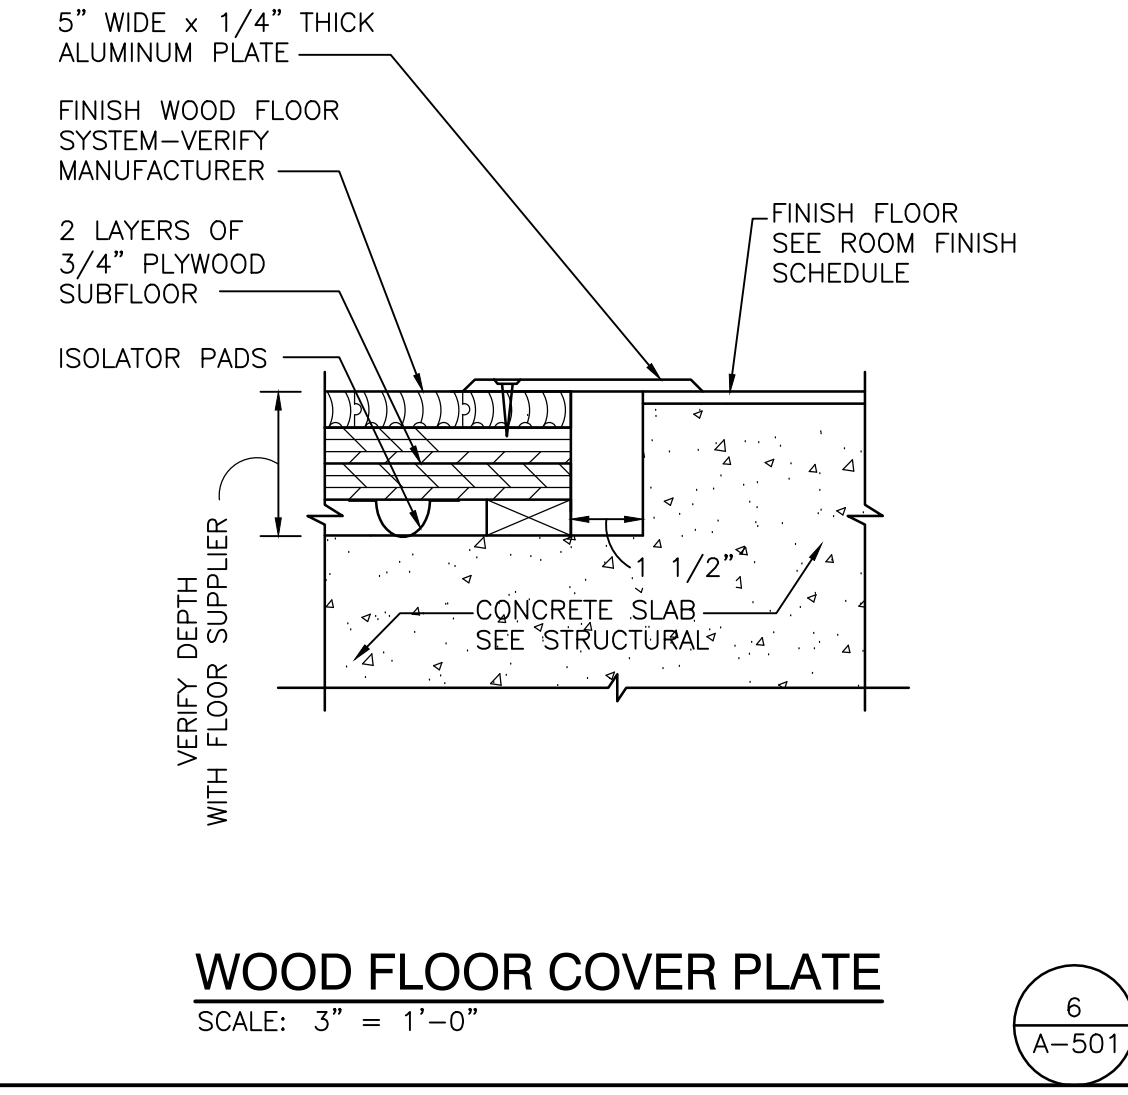 5” WIDE x 1/4” THICK
ALUMINUM PLATE
FINISH WOOD FLOOR
SYSTEM–VERIFY
MANUFACTURER
2 LAYERS OF
3/4” PLYWOOD
SUBFLOOR
ISOLATOR PADS
FINISH FLOOR
SEE ROOM FINISH
SCHEDULE
VERIFY DEPTH
WITH FLOOR SUPPLIER
1 1/2”
CONCRETE SLAB
SEE STRUCTURAL
WOOD FLOOR COVER PLATE
SCALE: 3” = 1’–0”
6
A–501